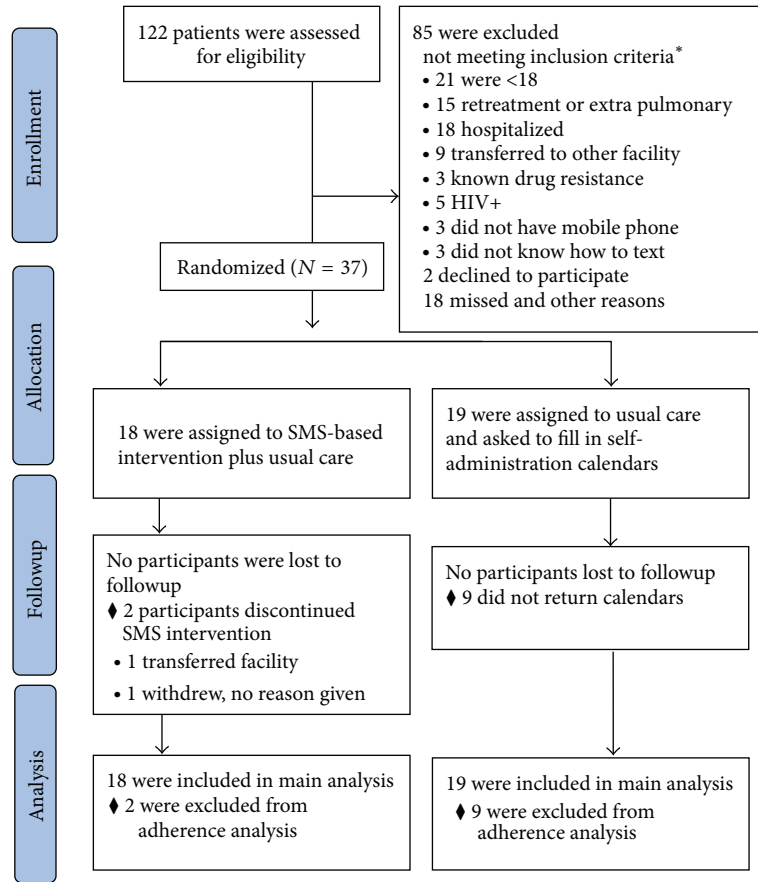 122 patients were assessed
for eligibility
85 were excluded
not meeting inclusion criteria*
• 21 were <18
• 15 retreatment or extra pulmonary
• 18 hospitalized
• 9 transferred to other facility
• 3 known drug resistance
• 5 HIV+
• 3 did not have mobile phone
• 3 did not know how to text
2 declined to participate
18 missed and other reasons
Enrollment
Randomized (N = 37)
Allocation
18 were assigned to SMS-based
intervention plus usual care
19 were assigned to usual care
and asked to fill in self-
administration calendars
Followup
No participants were lost to
followup
♦ 2 participants discontinued
SMS intervention
• 1 transferred facility
• 1 withdrew, no reason given
No participants lost to followup
♦ 9 did not return calendars
Analysis
18 were included in main analysis
♦ 2 were excluded from
adherence analysis
19 were included in main analysis
♦ 9 were excluded from
adherence analysis